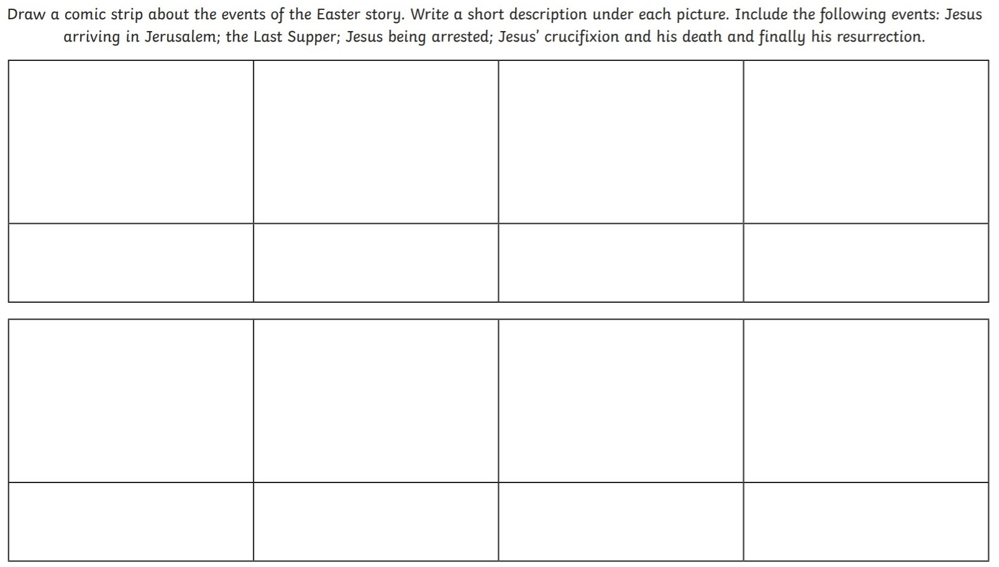 Draw a comic strip about the events of the Easter story. Write a short description under each picture. Include the following events: Jesus
arriving in Jerusalem; the Last Supper; Jesus being arrested; Jesus’ crucifixion and his death and finally his resurrection.